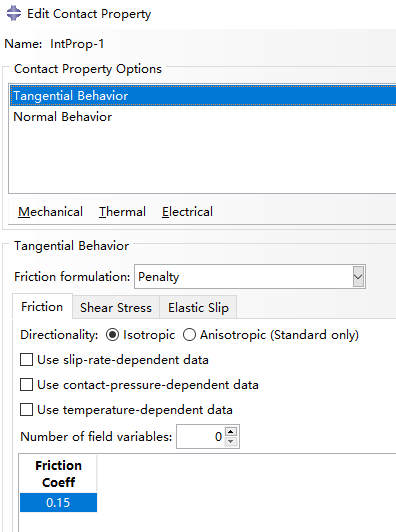 Edit Contact Property
Name: IntProp-1
Contact Property Options
Tangential Behavior
Normal Behavior
Mechanical Thermal Electrical
Tangential Behavior
Friction formulation: Penalty
Friction Shear Stress Elastic Slip
Directionality: Isotropic Anisotropic (Standard only)
Use slip-rate-dependent data
Use contact-pressure-dependent data
Use temperature-dependent data
Number of field variables: 0
Friction
Coeff
0.15